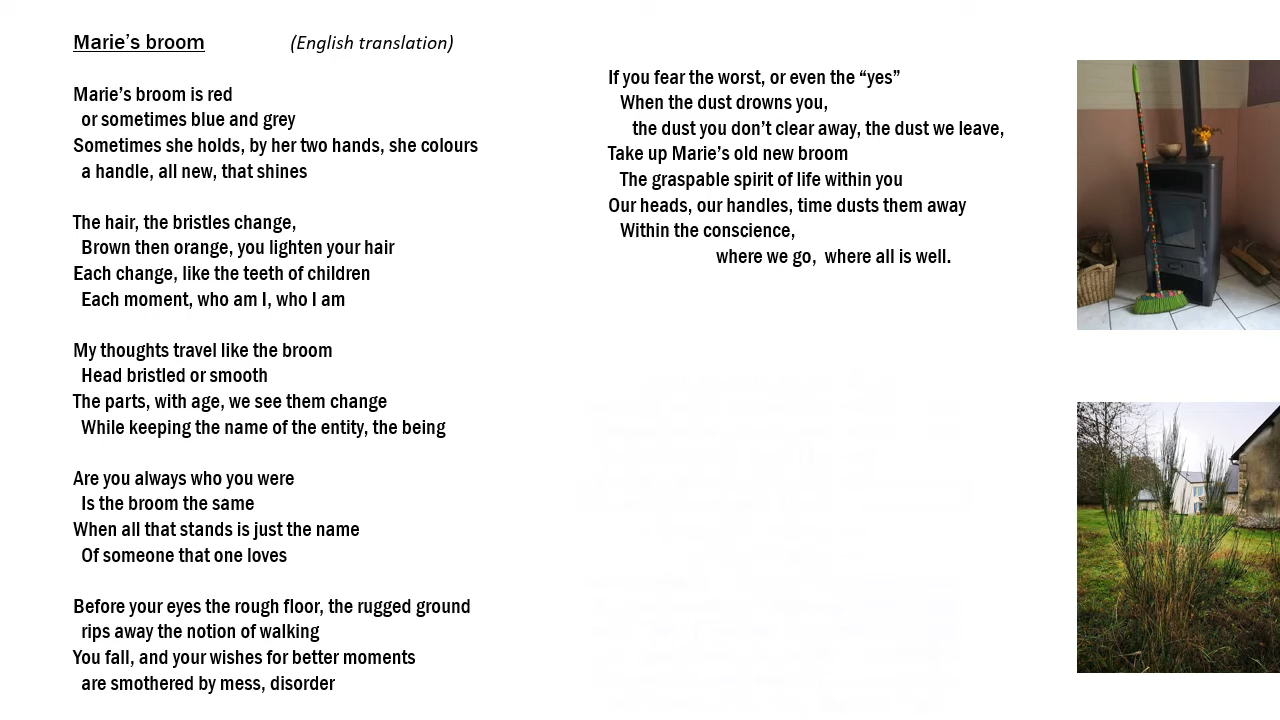 Marie’s broom (English translation)
Marie’s broom is red
or sometimes blue and grey
Sometimes she holds, by her two hands, she colours
a handle, all new, that shines
The hair, the bristles change,
Brown then orange, you lighten your hair
Each change, like the teeth of children
Each moment, who am I, who I am
My thoughts travel like the broom
Head bristled or smooth
The parts, with age, we see them change
While keeping the name of the entity, the being
Are you always who you were
Is the broom the same
When all that stands is just the name
Of someone that one loves
Before your eyes the rough floor, the rugged ground
rips away the notion of walking
You fall, and your wishes for better moments
are smothered by mess, disorder
If you fear the worst, or even the “yes”
When the dust drowns you,
the dust you don’t clear away, the dust we leave,
Take up Marie’s old new broom
The graspable spirit of life within you
Our heads, our handles, time dusts them away
Within the conscience,
where we go, where all is well.